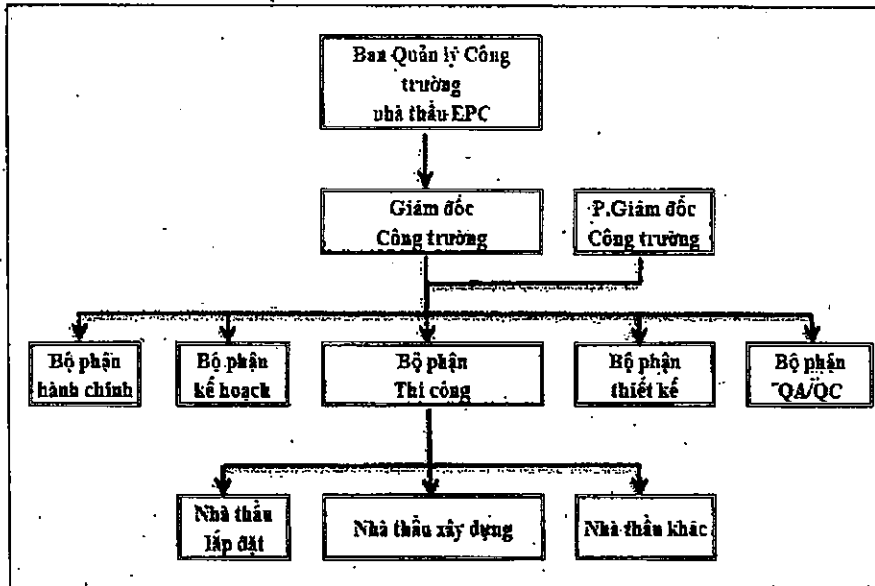 Ban Quản lý Công
trường
nhà thầu EPC
Giám đốc
Công trường
P.Giám đốc
Công trường
Bộ phận
hành chính
Bộ phận
kế hoạch
Bộ phận
Thi công
Bộ phận
thiết kế
Bộ phận
QA/QC
Nhà thầu
lắp đặt
Nhà thầu xây dựng
Nhà thầu khác